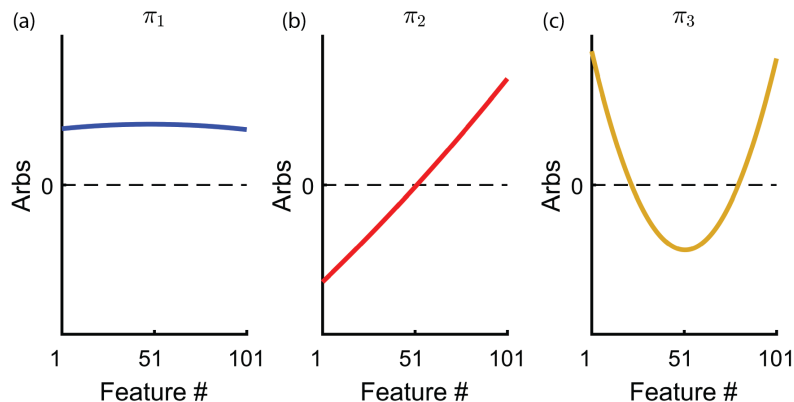 (a) π₁
Arbs
0
1 51 101
Feature #
(b) π₂
Arbs
0
1 51 101
Feature #
(c) π₃
Arbs
0
1 51 101
Feature #